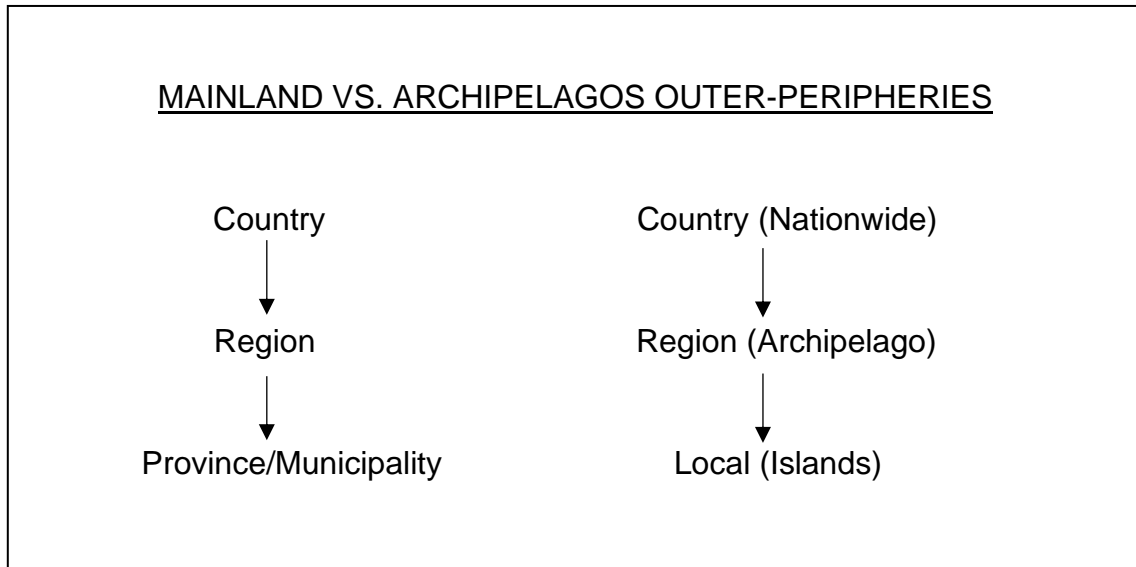 MAINLAND VS. ARCHIPELAGOS OUTER-PERIPHERIES
Country
Country (Nationwide)
Region
Region (Archipelago)
Province/Municipality
Local (Islands)